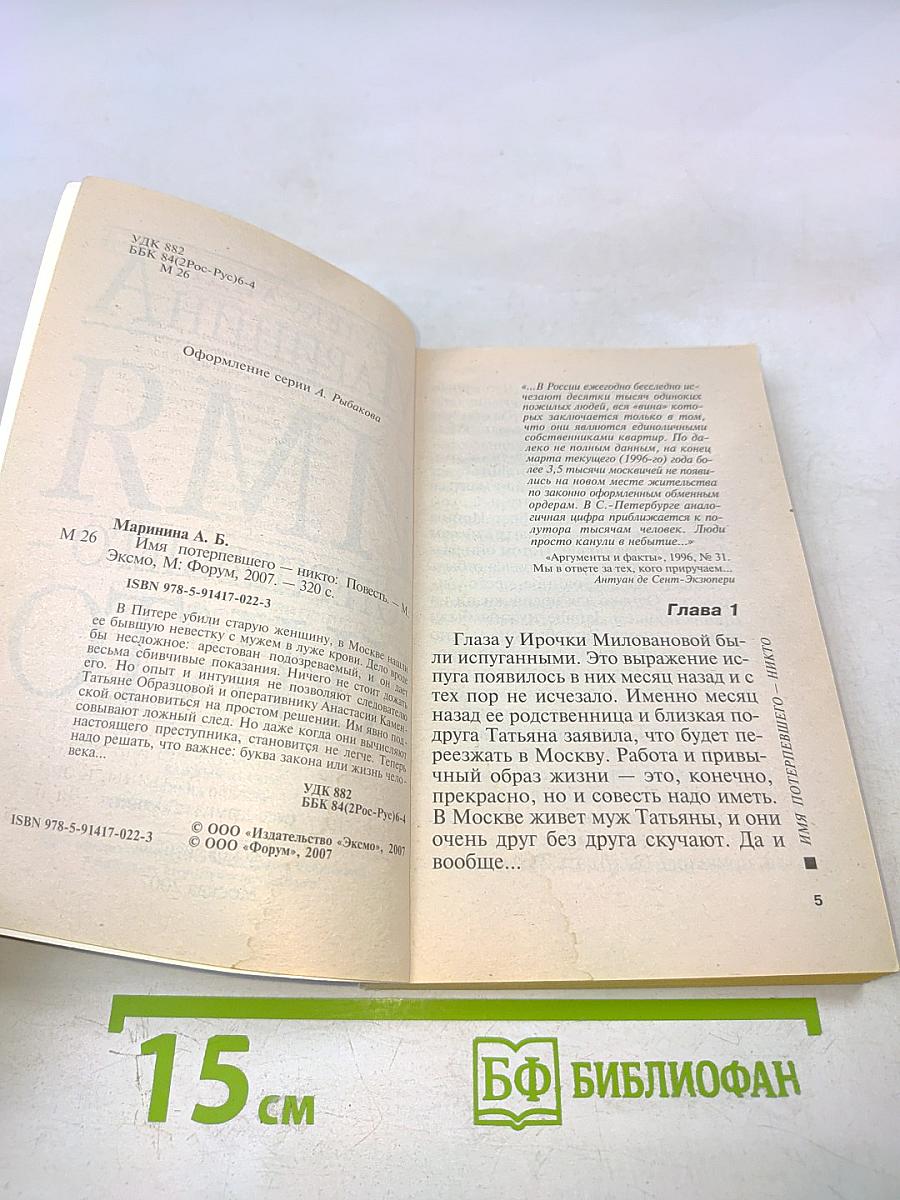 УДК 882
ББК 84(2Рос-Рус)6-4
М 26
Оформление серии А. Рыбакова
Маринина А. Б.
М 26 Имя потерпевшего — никто: Повесть. — М.
Эксмо, М: Форум, 2007. — 320 с.
ISBN 978-5-91417-022-3
В Питере убили старую женщину, в Москве нашли
ее бывшую невестку с мужем в луже крови. Дело вроде
бы несложное: арестован подозреваемый, и он дает
весьма сбивчивые показания. Ничего не стоит дожать
его. Но опыт и интуиция не позволяют следователю
Татьяне Образцовой и оперативнику Анастасии Камен-
ской остановиться на простом решении. Им явно под-
совывают ложный след. Но даже когда они вычислили
настоящего преступника, становится не легче. Теперь
надо решать, что важнее: буква закона или жизнь чело-
века...
УДК 882
ББК 84(2Рос-Рус)6-4
© ООО «Издательство «Эксмо», 2007
ISBN 978-5-91417-022-3 © ООО «Форум», 2007
«...В России ежегодно бесследно ис-
чезают десятки тысяч одиноких
пожилых людей, вся «вина» кото-
рых заключается только в том,
что они являются единоличными
собственниками квартир. По да-
леко не полным данным, на конец
марта текущего (1996-го) года бо-
лее 3,5 тысячи москвичей не появи-
лись на новом месте жительства
по законно оформленным обменным
ордерам. В С.-Петербурге анало-
гичная цифра приближается к по-
лутора тысячам человек. Люди
просто канули в небытие...»
«Аргументы и факты», 1996, № 31.
Мы в ответе за тех, кого приручаем...
Антуан де Сент-Экзюпери
Глава 1
Глаза у Ирочки Миловановой бы-
ли испуганными. Это выражение ис-
пуга появилось в них месяц назад и с
тех пор не исчезало. Именно месяц
назад ее родственница и близкая по-
друга Татьяна заявила, что будет пе-
реезжать в Москву. Работа и привы-
чный образ жизни — это, конечно,
прекрасно, но и совесть надо иметь.
В Москве живет муж Татьяны, и они
очень друг без друга скучают. Да и
вообще...
ИМЯ ПОТЕРПЕВШЕГО – НИКТО
5
15 см
БФ БИБЛИОФАН